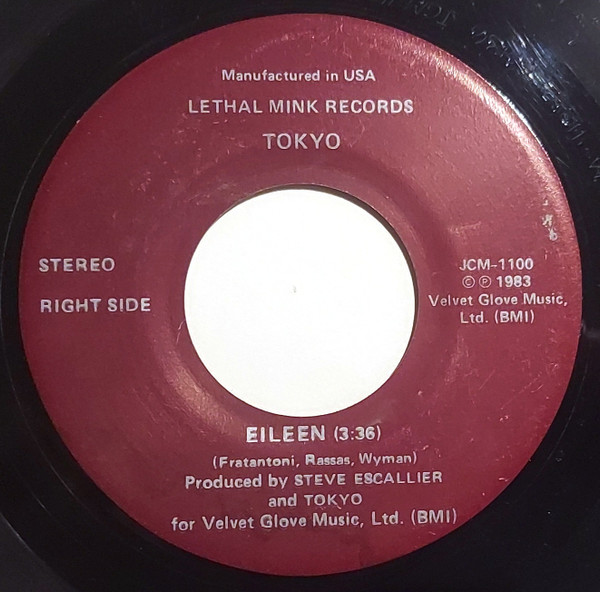 Manufactured in USA
LETHAL MINK RECORDS
TOKYO
STEREO
RIGHT SIDE
JCM-1100
© ℗ 1983
Velvet Glove Music,
Ltd. (BMI)
EILEEN (3:36)
(Fratantoni, Rassas, Wyman)
Produced by STEVE ESCALLIER
and TOKYO
for Velvet Glove Music, Ltd. (BMI)